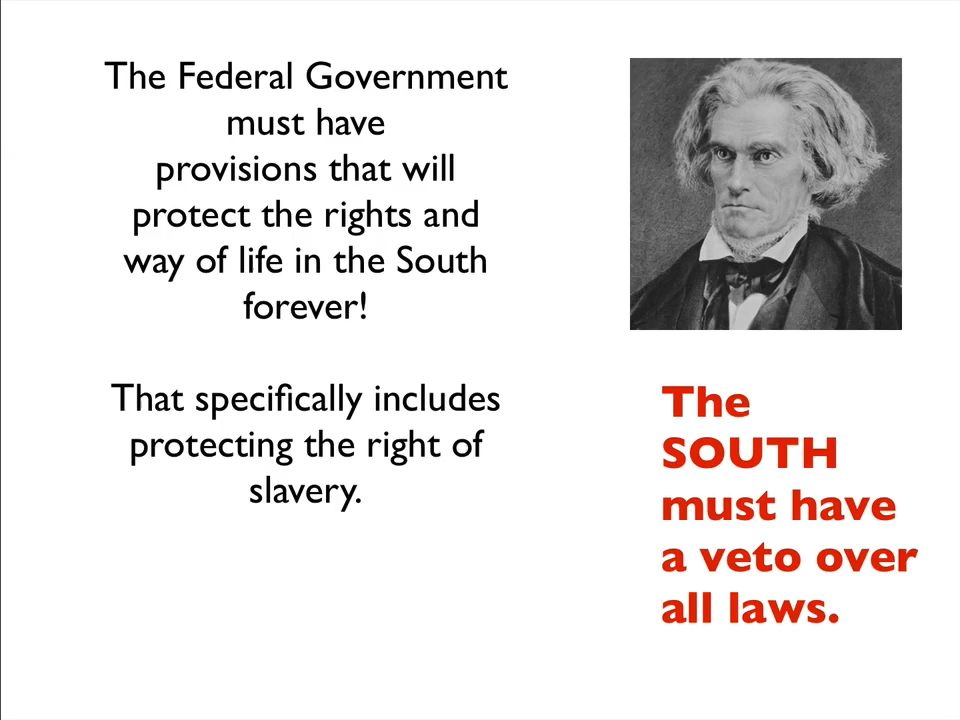 The Federal Government
must have
provisions that will
protect the rights and
way of life in the South
forever!
That specifically includes
protecting the right of
slavery.
The
SOUTH
must have
a veto over
all laws.